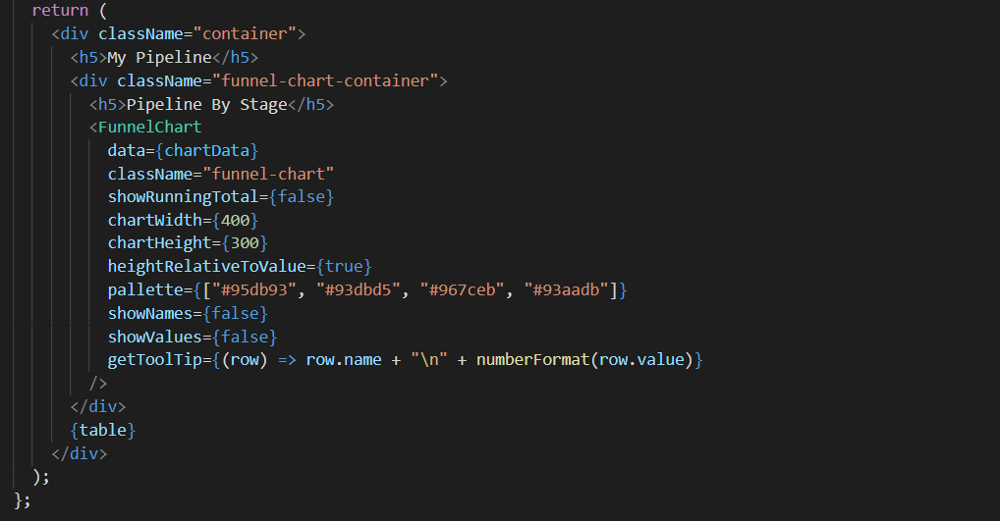 return (
<div className="container">
<h5>My Pipeline</h5>
<div className="funnel-chart-container">
<h5>Pipeline By Stage</h5>
<FunnelChart
data={chartData}
className="funnel-chart"
showRunningTotal={false}
chartWidth={400}
chartHeight={300}
heightRelativeToValue={true}
pallette={["#95db93", "#93dbd5", "#967ceb", "#93aadb"]}
showNames={false}
showValues={false}
getToolTip={(row) => row.name + "\n" + numberFormat(row.value)}
/>
</div>
{table}
</div>
);
};